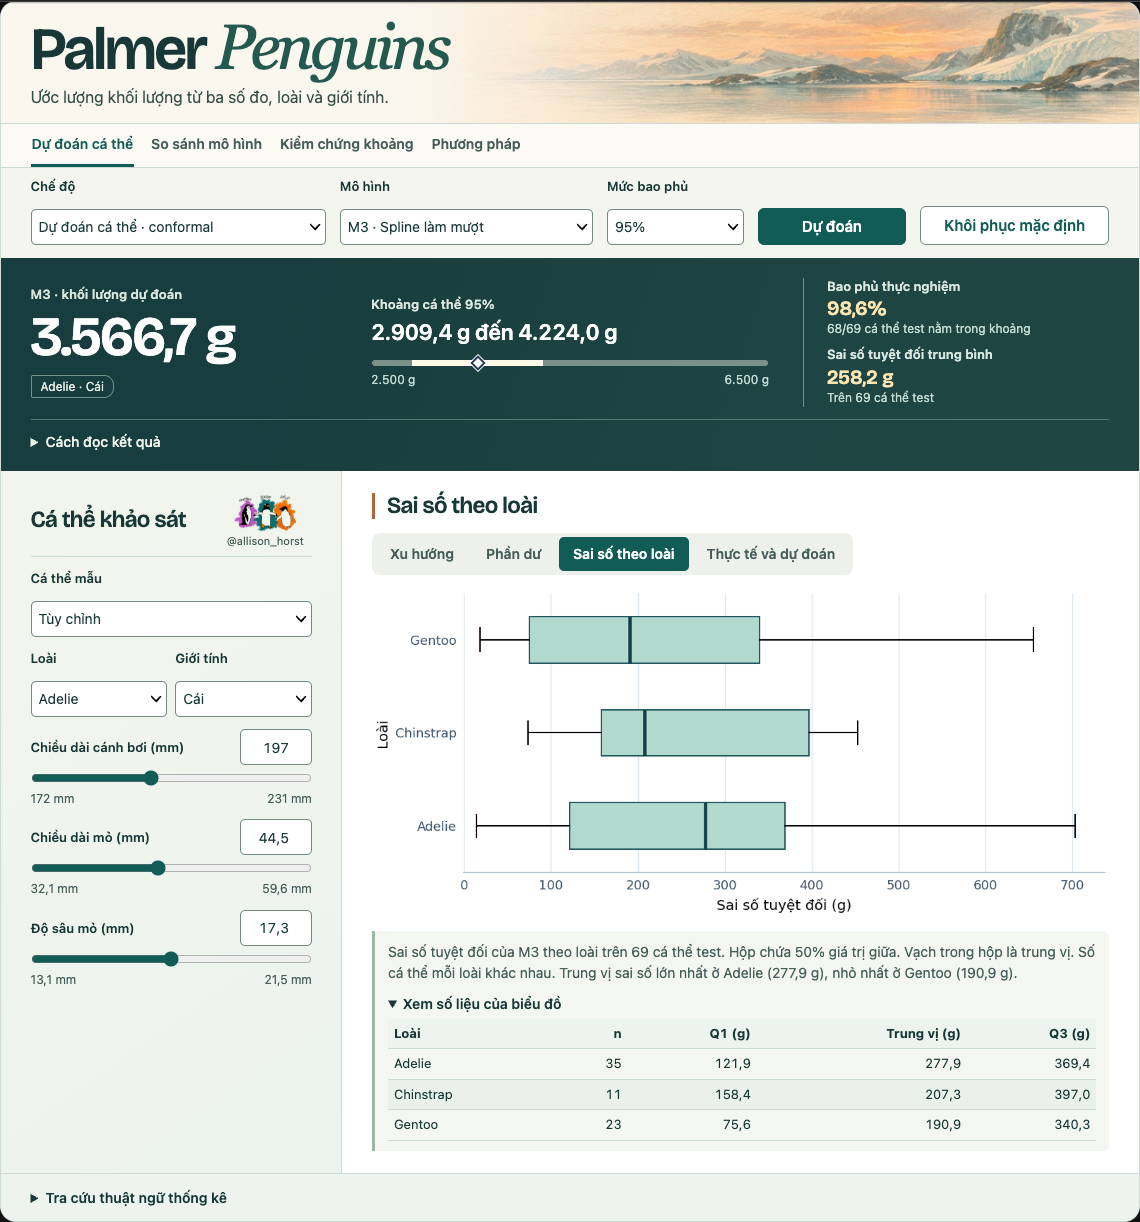 Palmer Penguins
Ước lượng khối lượng từ ba số đo, loài và giới tính.
Dự đoán cá thể So sánh mô hình Kiểm chứng khoảng Phương pháp
Chế độ Mô hình Mức bao phủ
Dự đoán cá thể · conformal M3 · Spline làm mượt 95% Dự đoán Khôi phục mặc định
M3 · khối lượng dự đoán
3.566,7 g
Adelie · Cái
Khoảng cá thể 95%
2.909,4 g đến 4.224,0 g
2.500 g 6.500 g
Bao phủ thực nghiệm
98,6%
68/69 cá thể test nằm trong khoảng
Sai số tuyệt đối trung bình
258,2 g
Trên 69 cá thể test
Cách đọc kết quả
Cá thể khảo sát
@allison_horst
Cá thể mẫu
Tùy chỉnh
Loài Giới tính
Adelie Cái
Chiều dài cánh bơi (mm) 197
172 mm 231 mm
Chiều dài mỏ (mm) 44,5
32,1 mm 59,6 mm
Độ sâu mỏ (mm) 17,3
13,1 mm 21,5 mm
Sai số theo loài
Xu hướng Phần dư Sai số theo loài Thực tế và dự đoán
Gentoo
Chinstrap
Adelie
Loài
0 100 200 300 400 500 600 700
Sai số tuyệt đối (g)
Sai số tuyệt đối của M3 theo loài trên 69 cá thể test. Hộp chứa 50% giá trị giữa. Vạch trong hộp là trung vị. Số
cá thể mỗi loài khác nhau. Trung vị sai số lớn nhất ở Adelie (277,9 g), nhỏ nhất ở Gentoo (190,9 g).
Xem số liệu của biểu đồ
Loài n Q1 (g) Trung vị (g) Q3 (g)
Adelie 35 121,9 277,9 369,4
Chinstrap 11 158,4 207,3 397,0
Gentoo 23 75,6 190,9 340,3
Tra cứu thuật ngữ thống kê